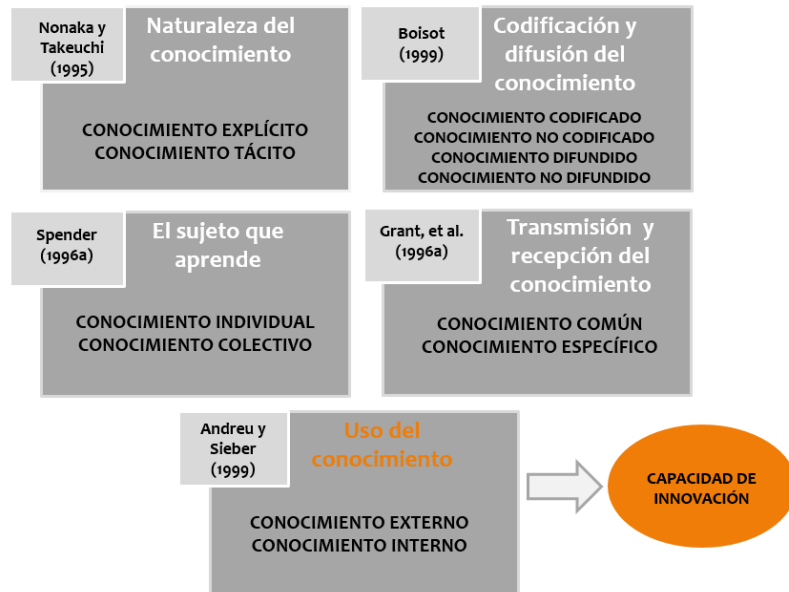 Nonaka y
Takeuchi
(1995)
Naturaleza del
conocimiento
CONOCIMIENTO EXPLÍCITO
CONOCIMIENTO TÁCITO
Boisot
(1999)
Codificación y
difusión del
conocimiento
CONOCIMIENTO CODIFICADO
CONOCIMIENTO NO CODIFICADO
CONOCIMIENTO DIFUNDIDO
CONOCIMIENTO NO DIFUNDIDO
Spender
(1996a)
El sujeto que
aprende
CONOCIMIENTO INDIVIDUAL
CONOCIMIENTO COLECTIVO
Grant, et al.
(1996a)
Transmisión y
recepción del
conocimiento
CONOCIMIENTO COMÚN
CONOCIMIENTO ESPECÍFICO
Andreu y
Sieber
(1999)
Uso del
conocimiento
CONOCIMIENTO EXTERNO
CONOCIMIENTO INTERNO
CAPACIDAD DE
INNOVACIÓN